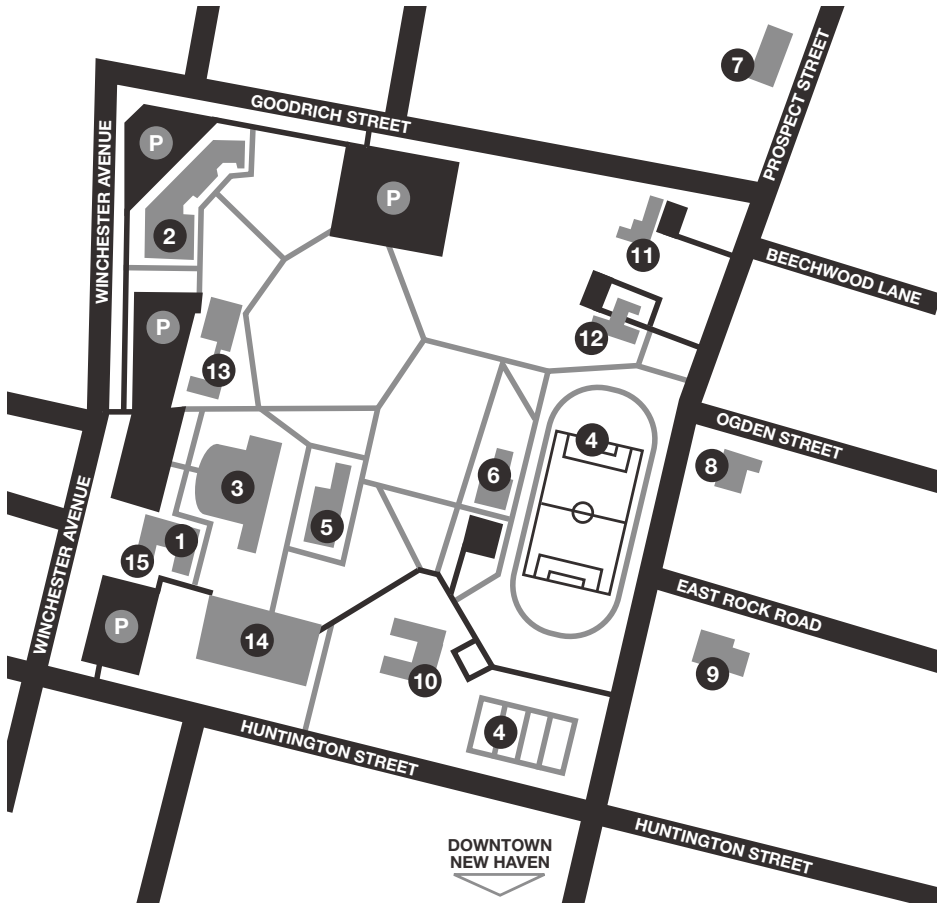 7
PROSPECT STREET
GOODRICH STREET
WINCHESTER AVENUE
P
P
2
11
BEECHWOOD LANE
P
12
13
4
OGDEN STREET
8
6
3
5
1
15
WINCHESTER AVENUE
EAST ROCK ROAD
P
14
9
10
4
HUNTINGTON STREET
HUNTINGTON STREET
DOWNTOWN
NEW HAVEN